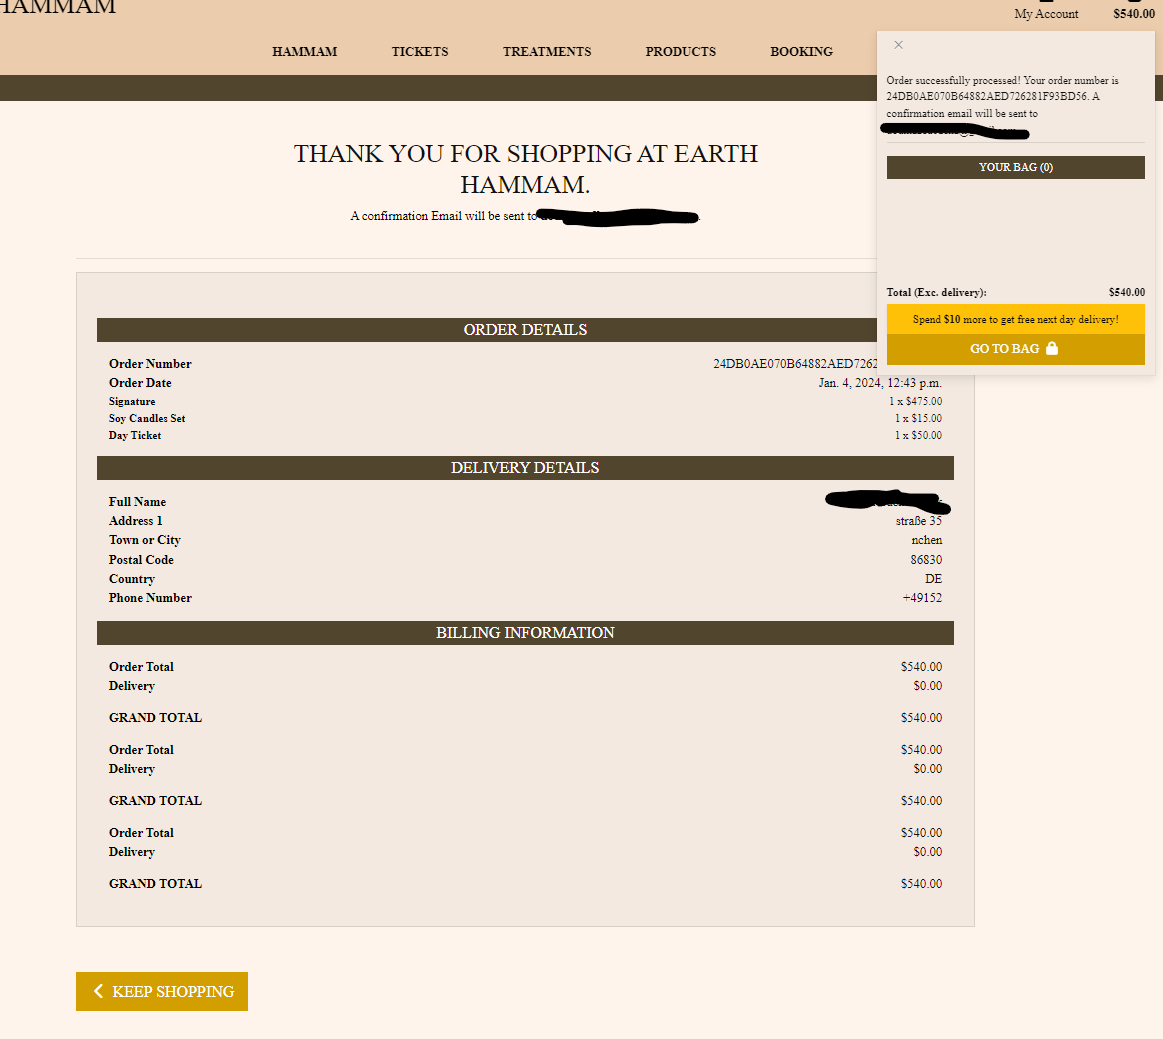 HAMMAM
My Account $540.00
HAMMAM TICKETS TREATMENTS PRODUCTS BOOKING
Order successfully processed! Your order number is
24DB0AE070B64882AED726281F93BD56. A
confirmation email will be sent to
YOUR BAG (0)
Total (Exc. delivery): $540.00
Spend $10 more to get free next day delivery!
GO TO BAG
THANK YOU FOR SHOPPING AT EARTH
HAMMAM.
A confirmation Email will be sent to
ORDER DETAILS
Order Number 24DB0AE070B64882AED7262
Order Date Jan. 4, 2024, 12:43 p.m.
Signature 1 x $475.00
Soy Candles Set 1 x $15.00
Day Ticket 1 x $50.00
DELIVERY DETAILS
Full Name
Address 1 straße 35
Town or City nchen
Postal Code 86830
Country DE
Phone Number +49152
BILLING INFORMATION
Order Total $540.00
Delivery $0.00
GRAND TOTAL $540.00
Order Total $540.00
Delivery $0.00
GRAND TOTAL $540.00
Order Total $540.00
Delivery $0.00
GRAND TOTAL $540.00
KEEP SHOPPING